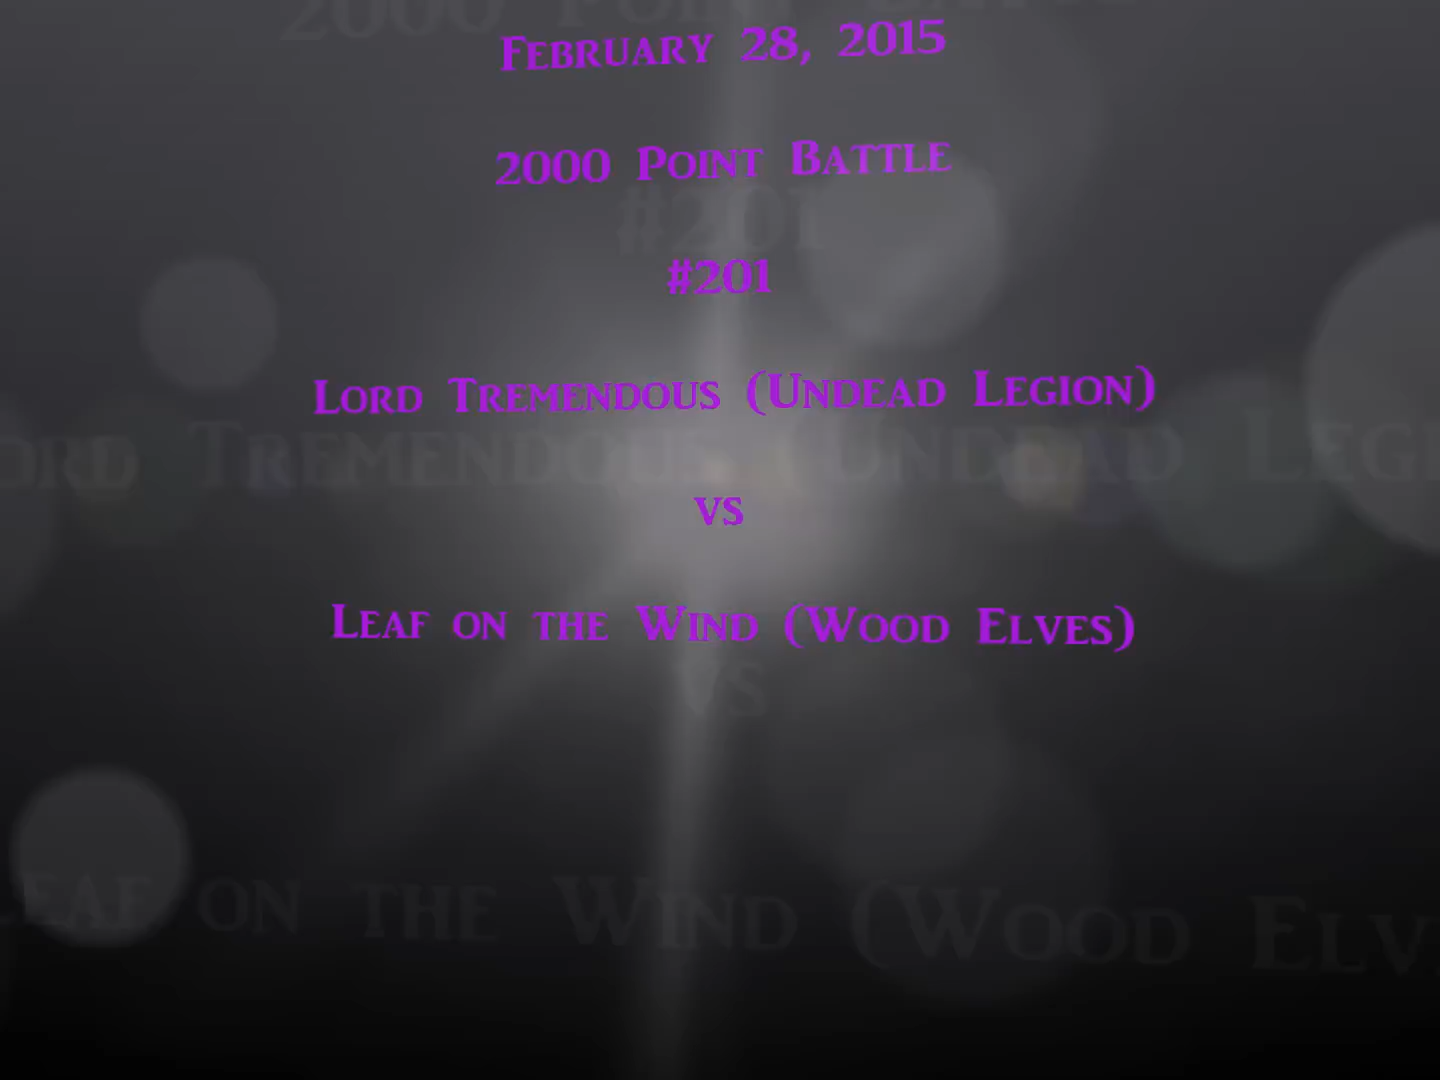 February 28, 2015
2000 Point Battle
#201
Lord Tremendous (Undead Legion)
vs
Leaf on the Wind (Wood Elves)